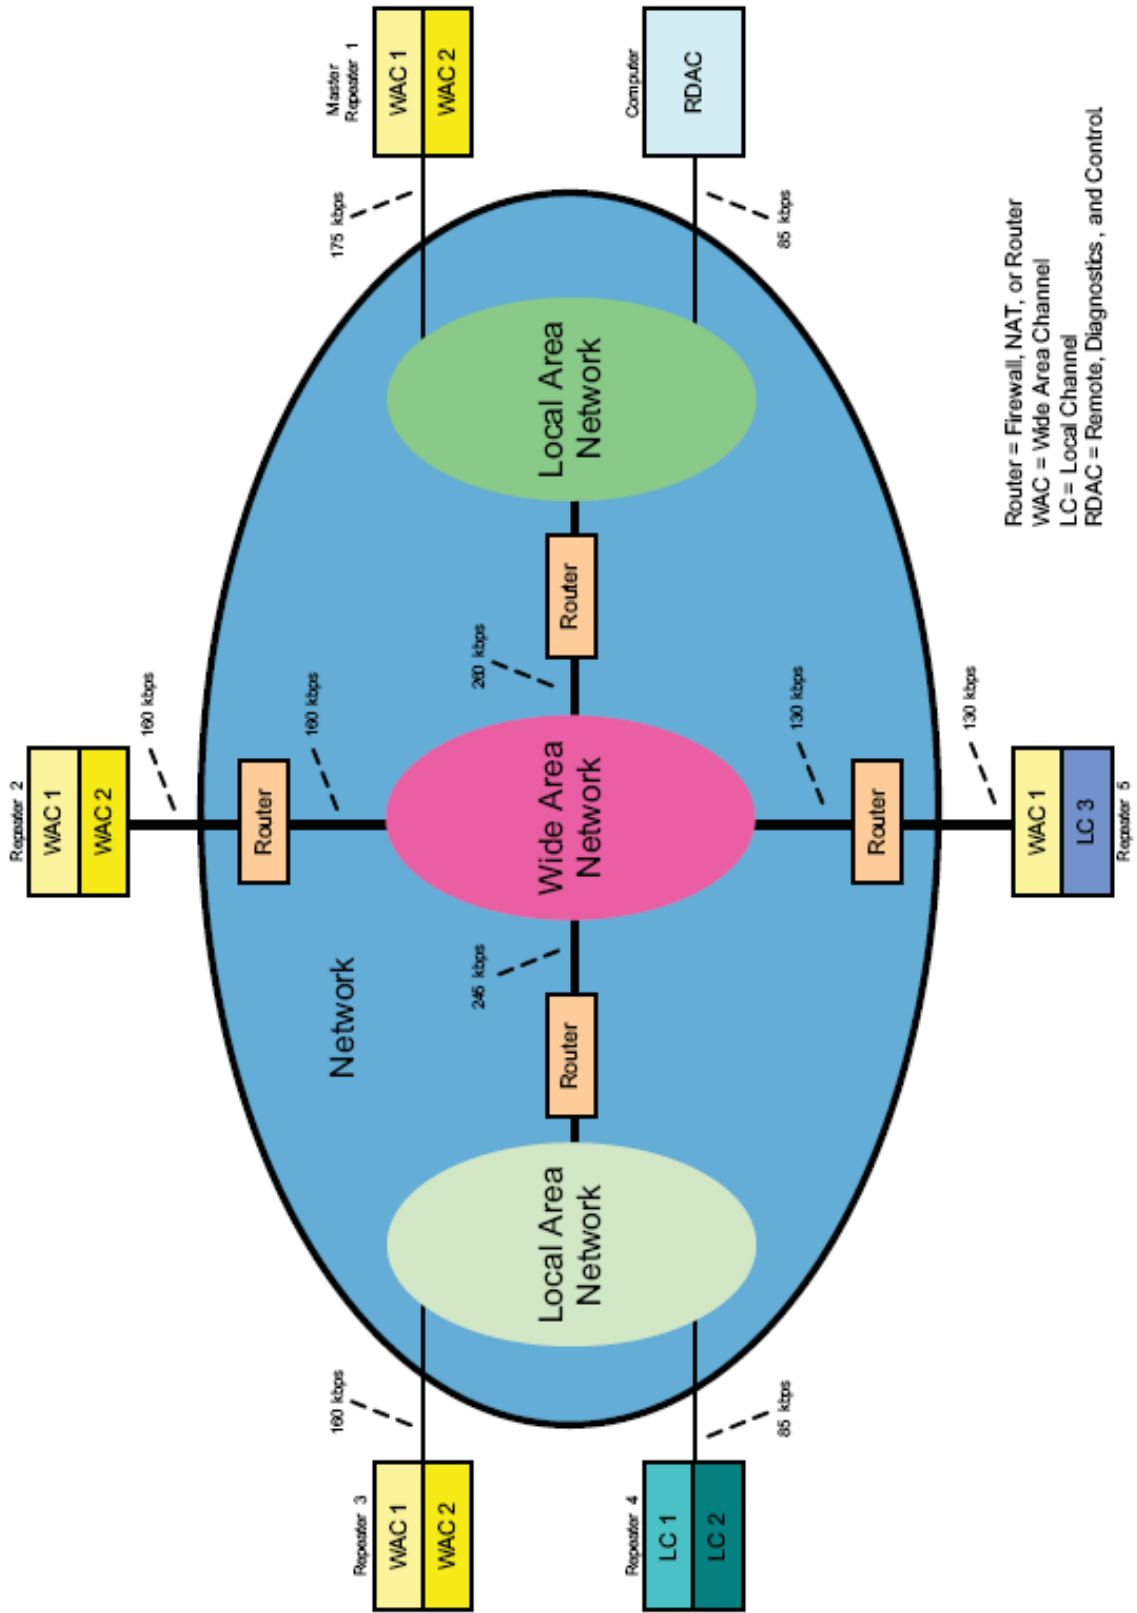 Repeater 2
WAC 1
WAC 2
160 kbps
Router
160 kbps
Repeater 3
WAC 1
WAC 2
160 kbps
Network
Master
Repeater 1
WAC 1
WAC 2
175 kbps
Local Area
Network
Router
245 kbps
Wide Area
Network
260 kbps
Router
Local Area
Network
Repeater 4
LC 1
LC 2
85 kbps
Computer
RDAC
85 kbps
130 kbps
Router
130 kbps
WAC 1
LC 3
Repeater 5
Router = Firewall, NAT, or Router
WAC = Wide Area Channel
LC = Local Channel
RDAC = Remote, Diagnostics, and Control.